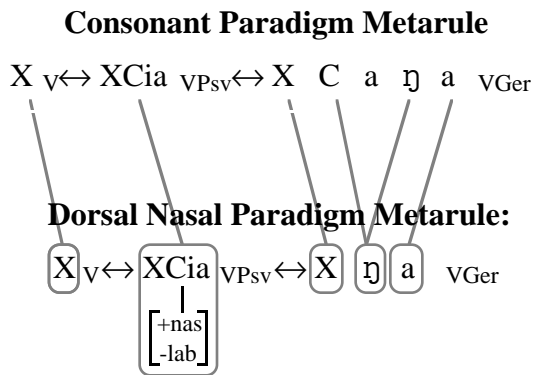 Consonant Paradigm Metarule
X V↔ XCia VPsv↔ X C a ŋ a VGer
Dorsal Nasal Paradigm Metarule:
X V↔ XCia VPsv↔ X ŋ a VGer
+nas
-lab